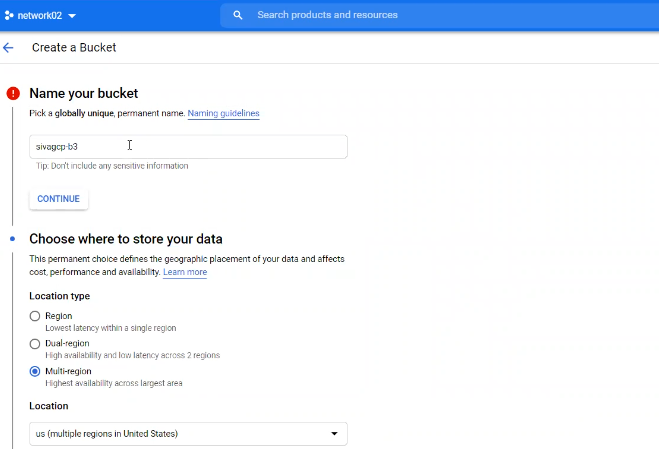 network02
Search products and resources
Create a Bucket
Name your bucket
Pick a globally unique, permanent name. Naming guidelines
sivagcp-b3
Tip: Don't include any sensitive information
CONTINUE
Choose where to store your data
This permanent choice defines the geographic placement of your data and affects
cost, performance and availability. Learn more
Location type
Region
Lowest latency within a single region
Dual-region
High availability and low latency across 2 regions
Multi-region
Highest availability across largest area
Location
us (multiple regions in United States)